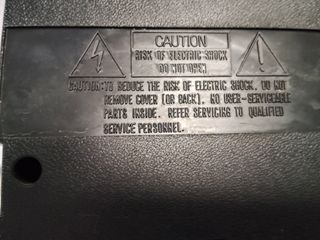 CAUTION
RISK OF ELECTRIC SHOCK
DO NOT OPEN
CAUTION: TO REDUCE THE RISK OF ELECTRIC SHOCK, DO NOT
REMOVE COVER (OR BACK). NO USER-SERVICEABLE
PARTS INSIDE. REFER SERVICING TO QUALIFIED
SERVICE PERSONNEL.